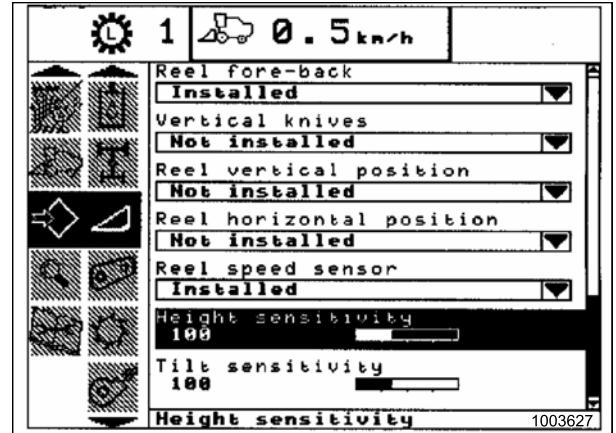 L 1 0.5km/h
Reel fore-back
Installed
Vertical knives
Not installed
Reel vertical position
Not installed
Reel horizontal position
Not installed
Reel speed sensor
Installed
Height sensitivity
100
Tilt sensitivity
100
Height sensitivity
1003627